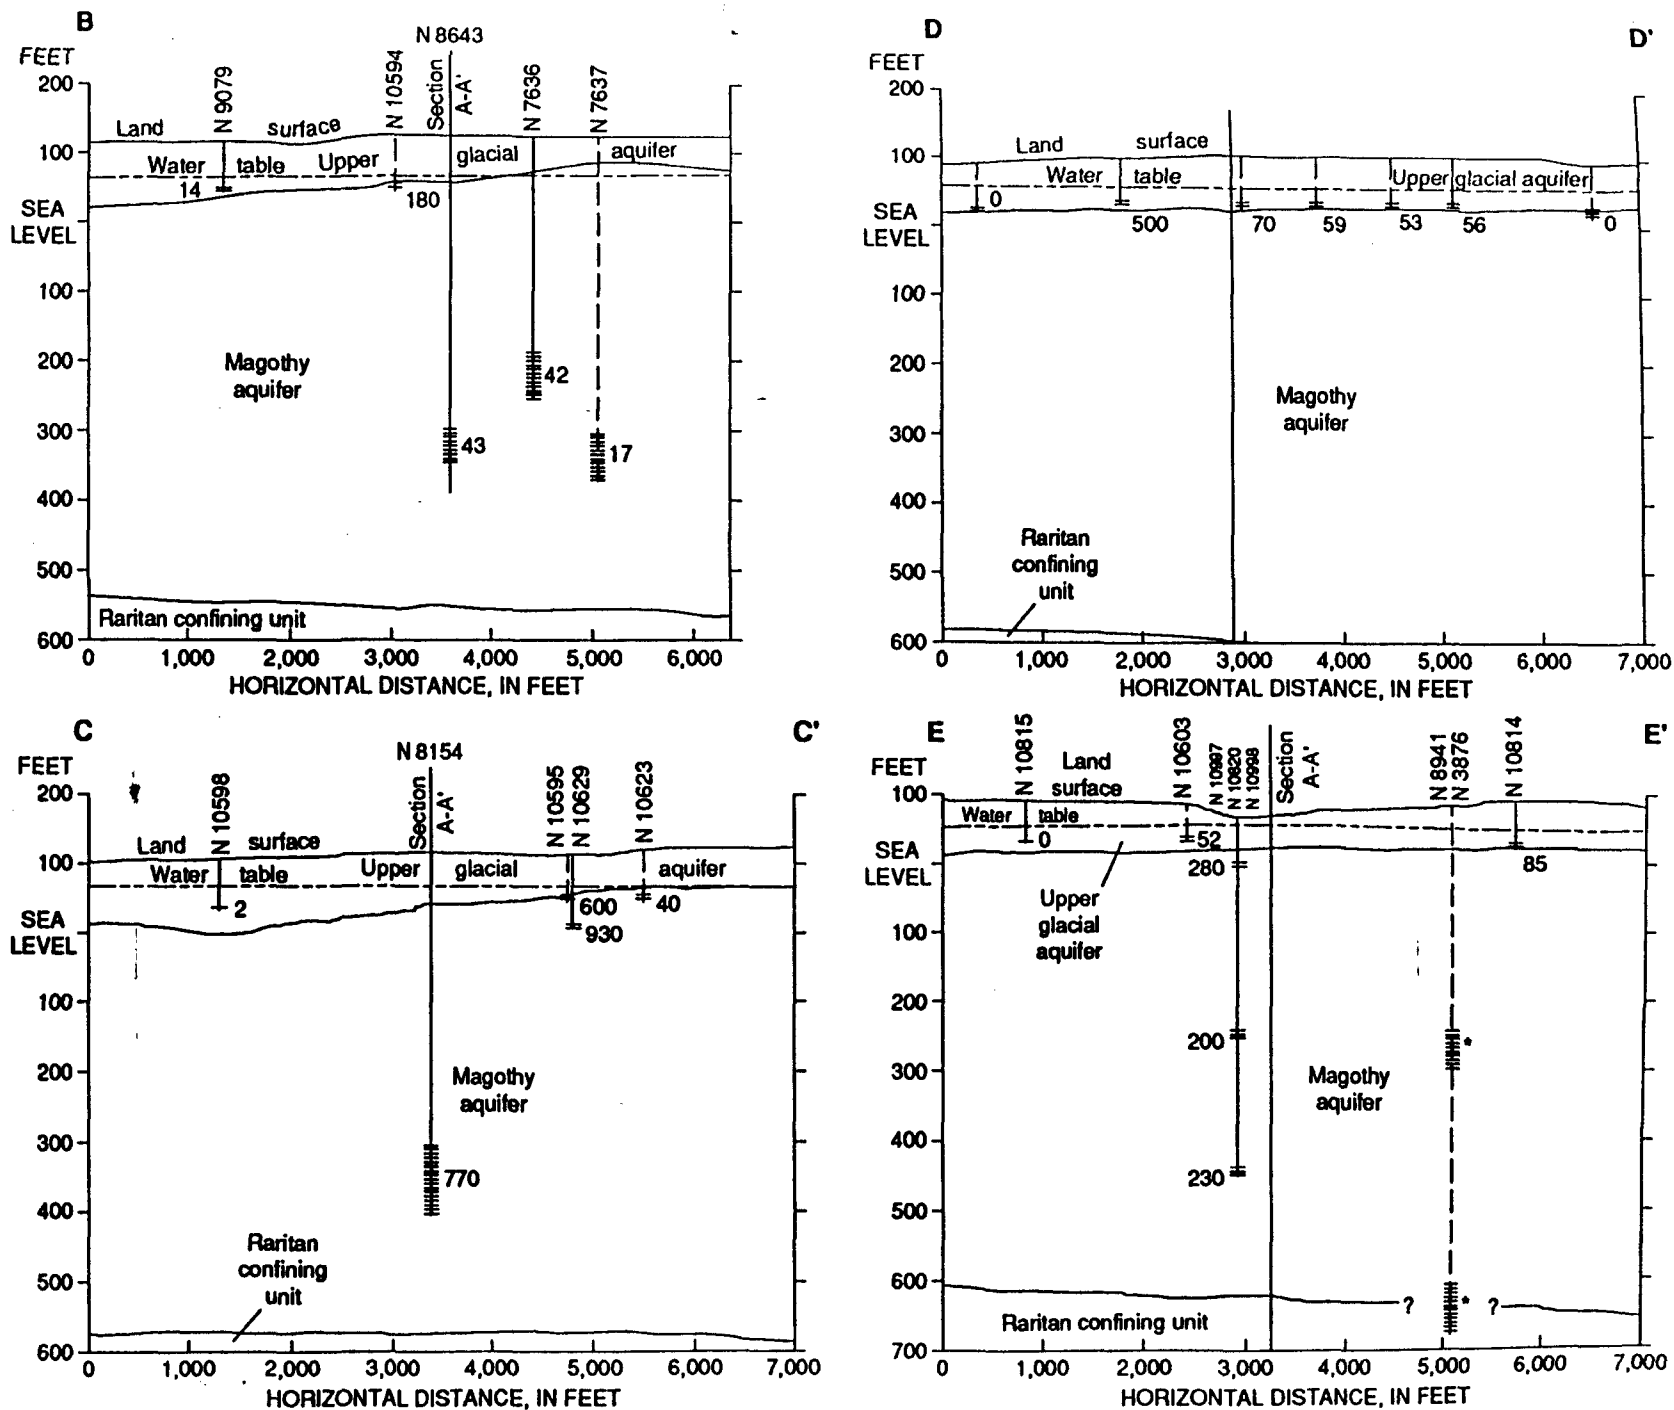 B
FEET
200
100
SEA
LEVEL
100
200
300
400
500
600
N 9079
N 10594
N 8643
Section
A-A'
N 7636
N 7637
Land surface
Water table Upper glacial aquifer
14
180
42
43
17
Magothy
aquifer
Raritan confining unit
0 1,000 2,000 3,000 4,000 5,000 6,000
HORIZONTAL DISTANCE, IN FEET
D D'
FEET
200
100
SEA
LEVEL
100
200
300
400
500
600
Land surface
Water table Upper glacial aquifer
0
500
70
59
53
56
0
Magothy
aquifer
Raritan
confining
unit
0 1,000 2,000 3,000 4,000 5,000 6,000 7,000
HORIZONTAL DISTANCE, IN FEET
C C'
FEET
200
100
SEA
LEVEL
100
200
300
400
500
600
N 10598
N 8154
Section
A-A'
N 10595
N 10629
N 10623
Land surface
Water table Upper glacial aquifer
2
600
40
930
770
Magothy
aquifer
Raritan
confining
unit
0 1,000 2,000 3,000 4,000 5,000 6,000 7,000
HORIZONTAL DISTANCE, IN FEET
E E'
FEET
100
SEA
LEVEL
100
200
300
400
500
600
700
N 10815
N 10603
N 10997
N 10820
N 10998
Section
A-A'
N 8941
N 3876
N 10814
Land
surface
Water table
0
52
280
85
Upper
glacial
aquifer
200
*
230
Magothy
aquifer
? * ?
Raritan confining unit
0 1,000 2,000 3,000 4,000 5,000 6,000 7,000
HORIZONTAL DISTANCE, IN FEET